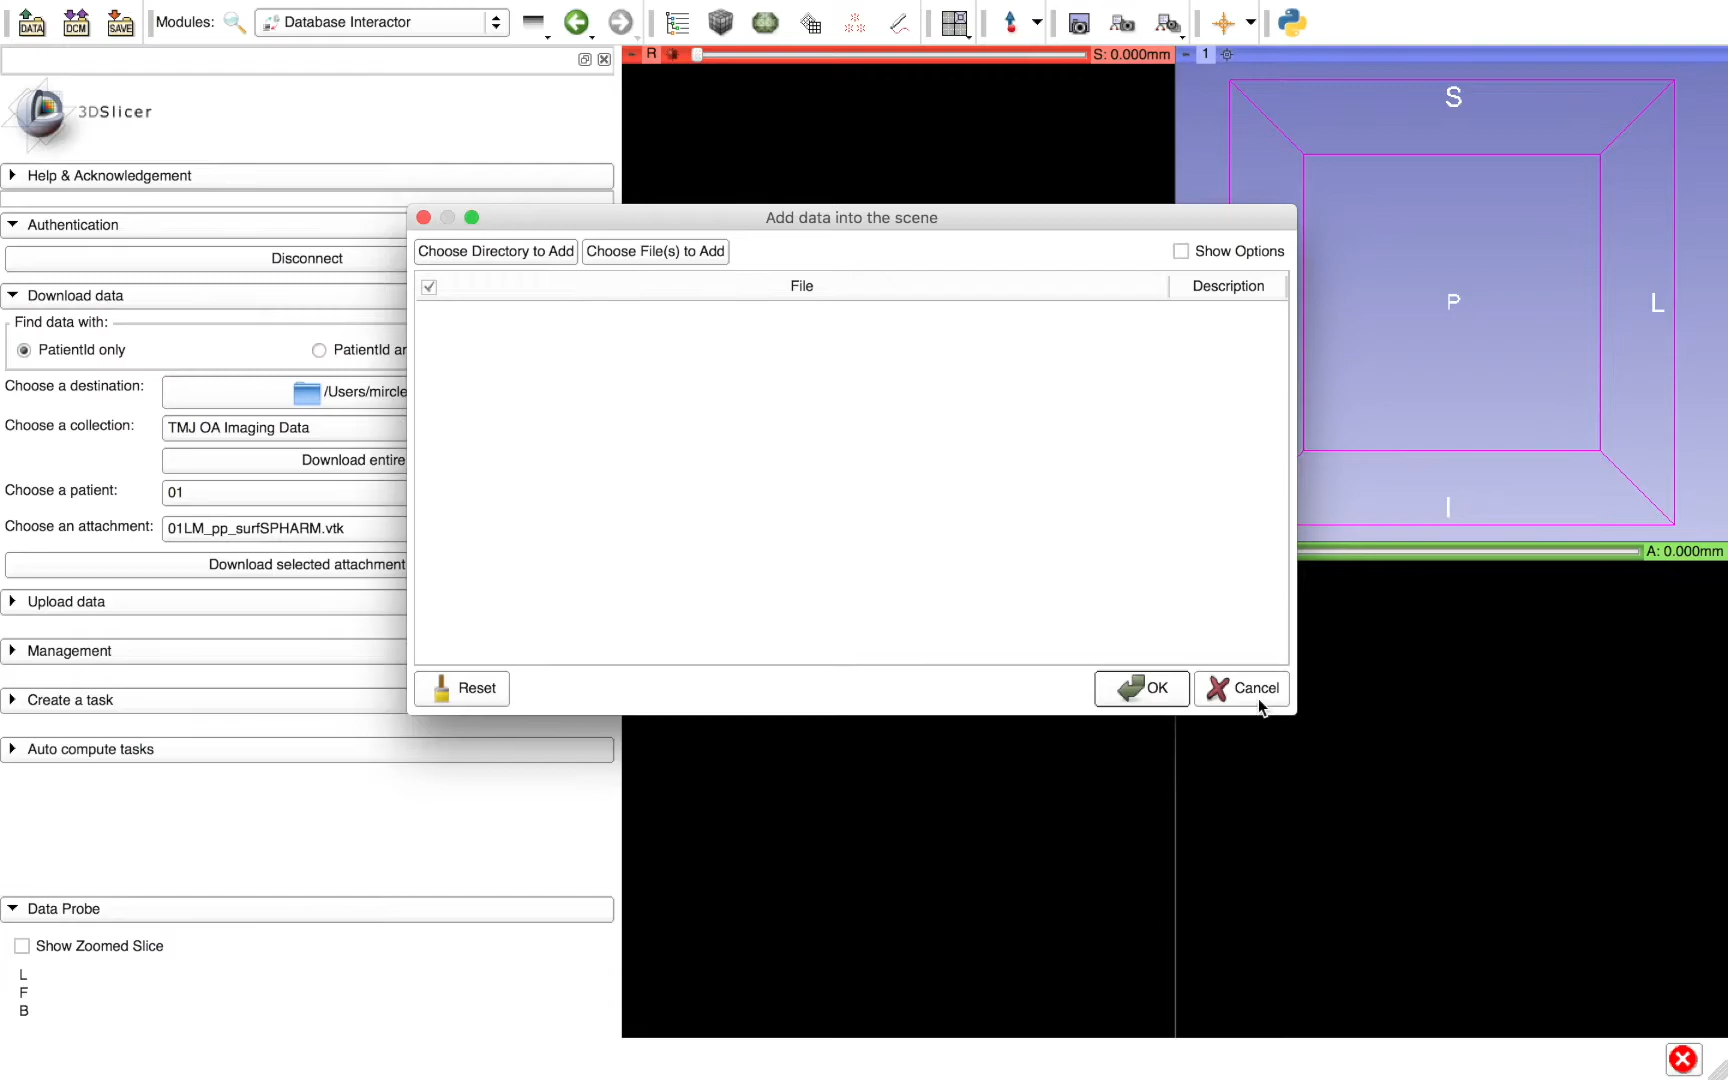 DATA DCM SAVE Modules: Database Interactor
R S: 0.000mm 1
3DSlicer
S
Help & Acknowledgement
Add data into the scene
Authentication
Choose Directory to Add Choose File(s) to Add Show Options
Disconnect
File Description
Download data
P L
Find data with:
PatientId only PatientId ar
Choose a destination: /Users/mircle
Choose a collection: TMJ OA Imaging Data
Download entire
Choose a patient: 01
I
Choose an attachment: 01LM_pp_surfSPHARM.vtk
A: 0.000mm
Download selected attachment
Upload data
Management
Reset OK Cancel
Create a task
Auto compute tasks
Data Probe
Show Zoomed Slice
L
F
B